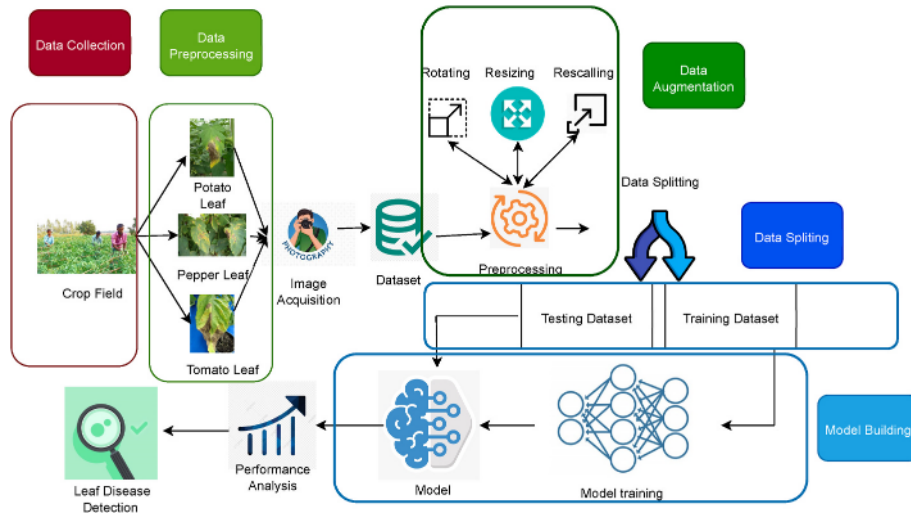 Data Collection
Data
Preprocessing
Rotating
Resizing
Rescalling
Data
Augmentation
Potato
Leaf
Pepper Leaf
Tomato Leaf
Crop Field
PHOTOGRAPHY
Image
Acquisition
Dataset
Preprocessing
Data Splitting
Data Spliting
Testing Dataset
Training Dataset
Model Building
Model training
Model
Performance
Analysis
Leaf Disease
Detection